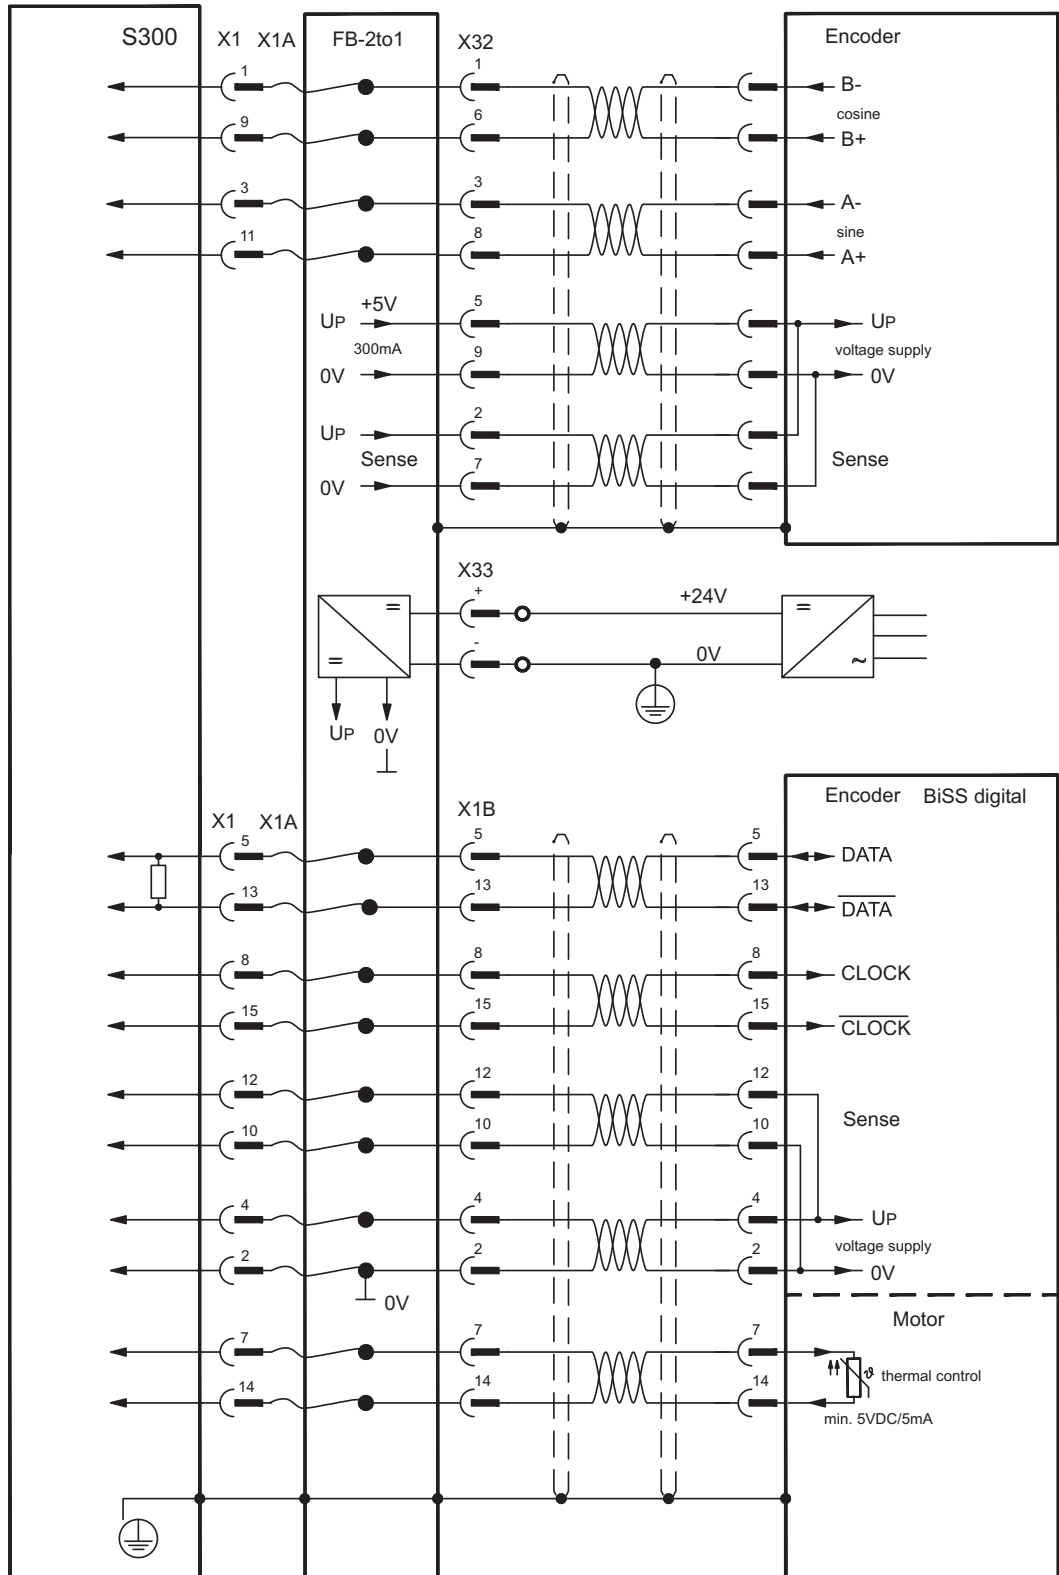 S300 X1 X1A FB-2to1 X32 Encoder
1 1 B-
cosine
9 6 B+
3 3 A-
sine
11 8 A+
UP +5V 5 UP
300mA voltage supply
0V 9 0V
UP 2
Sense Sense
0V 7
X33
+ +24V =
=
=
- 0V ~
UP 0V
Encoder BiSS digital
X1 X1A X1B
5 5 5 DATA
13 13 13 DATA
8 8 8 CLOCK
15 15 15 CLOCK
12 12 12
Sense
10 10 10
4 4 4 UP
voltage supply
2 2 2 0V
0V
Motor
7 7 7
ϑ thermal control
14 14 14
min. 5VDC/5mA